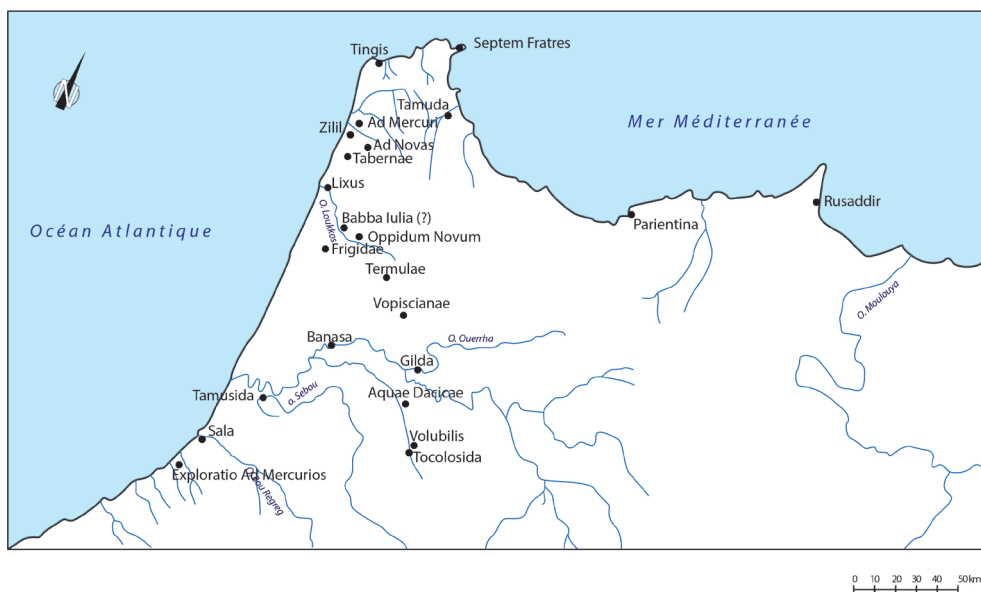 Septem Fratres
Tingis
N
Tamuda
Ad Mercuri
Mer Méditerranée
Zilil
Ad Novas
Tabernae
Lixus
Rusaddir
O. Loukkos
Babba Iulia (?)
Parientina
Océan Atlantique
Oppidum Novum
Frigidae
Termulae
O. Moulouya
Vopiscianae
Banasa
O. Ouerrha
Gilda
Tamusida
o. Sebou
Aquae Dacicae
Sala
Volubilis
Tocolosida
Exploratio Ad Mercurios
O. Bou Regreg
0 10 20 30 40 50km